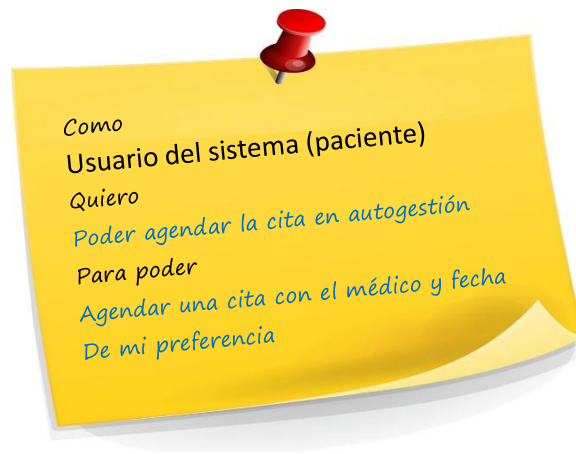 Como
Usuario del sistema (paciente)
Quiero
Poder agendar la cita en autogestión
Para poder
Agendar una cita con el médico y fecha
De mi preferencia